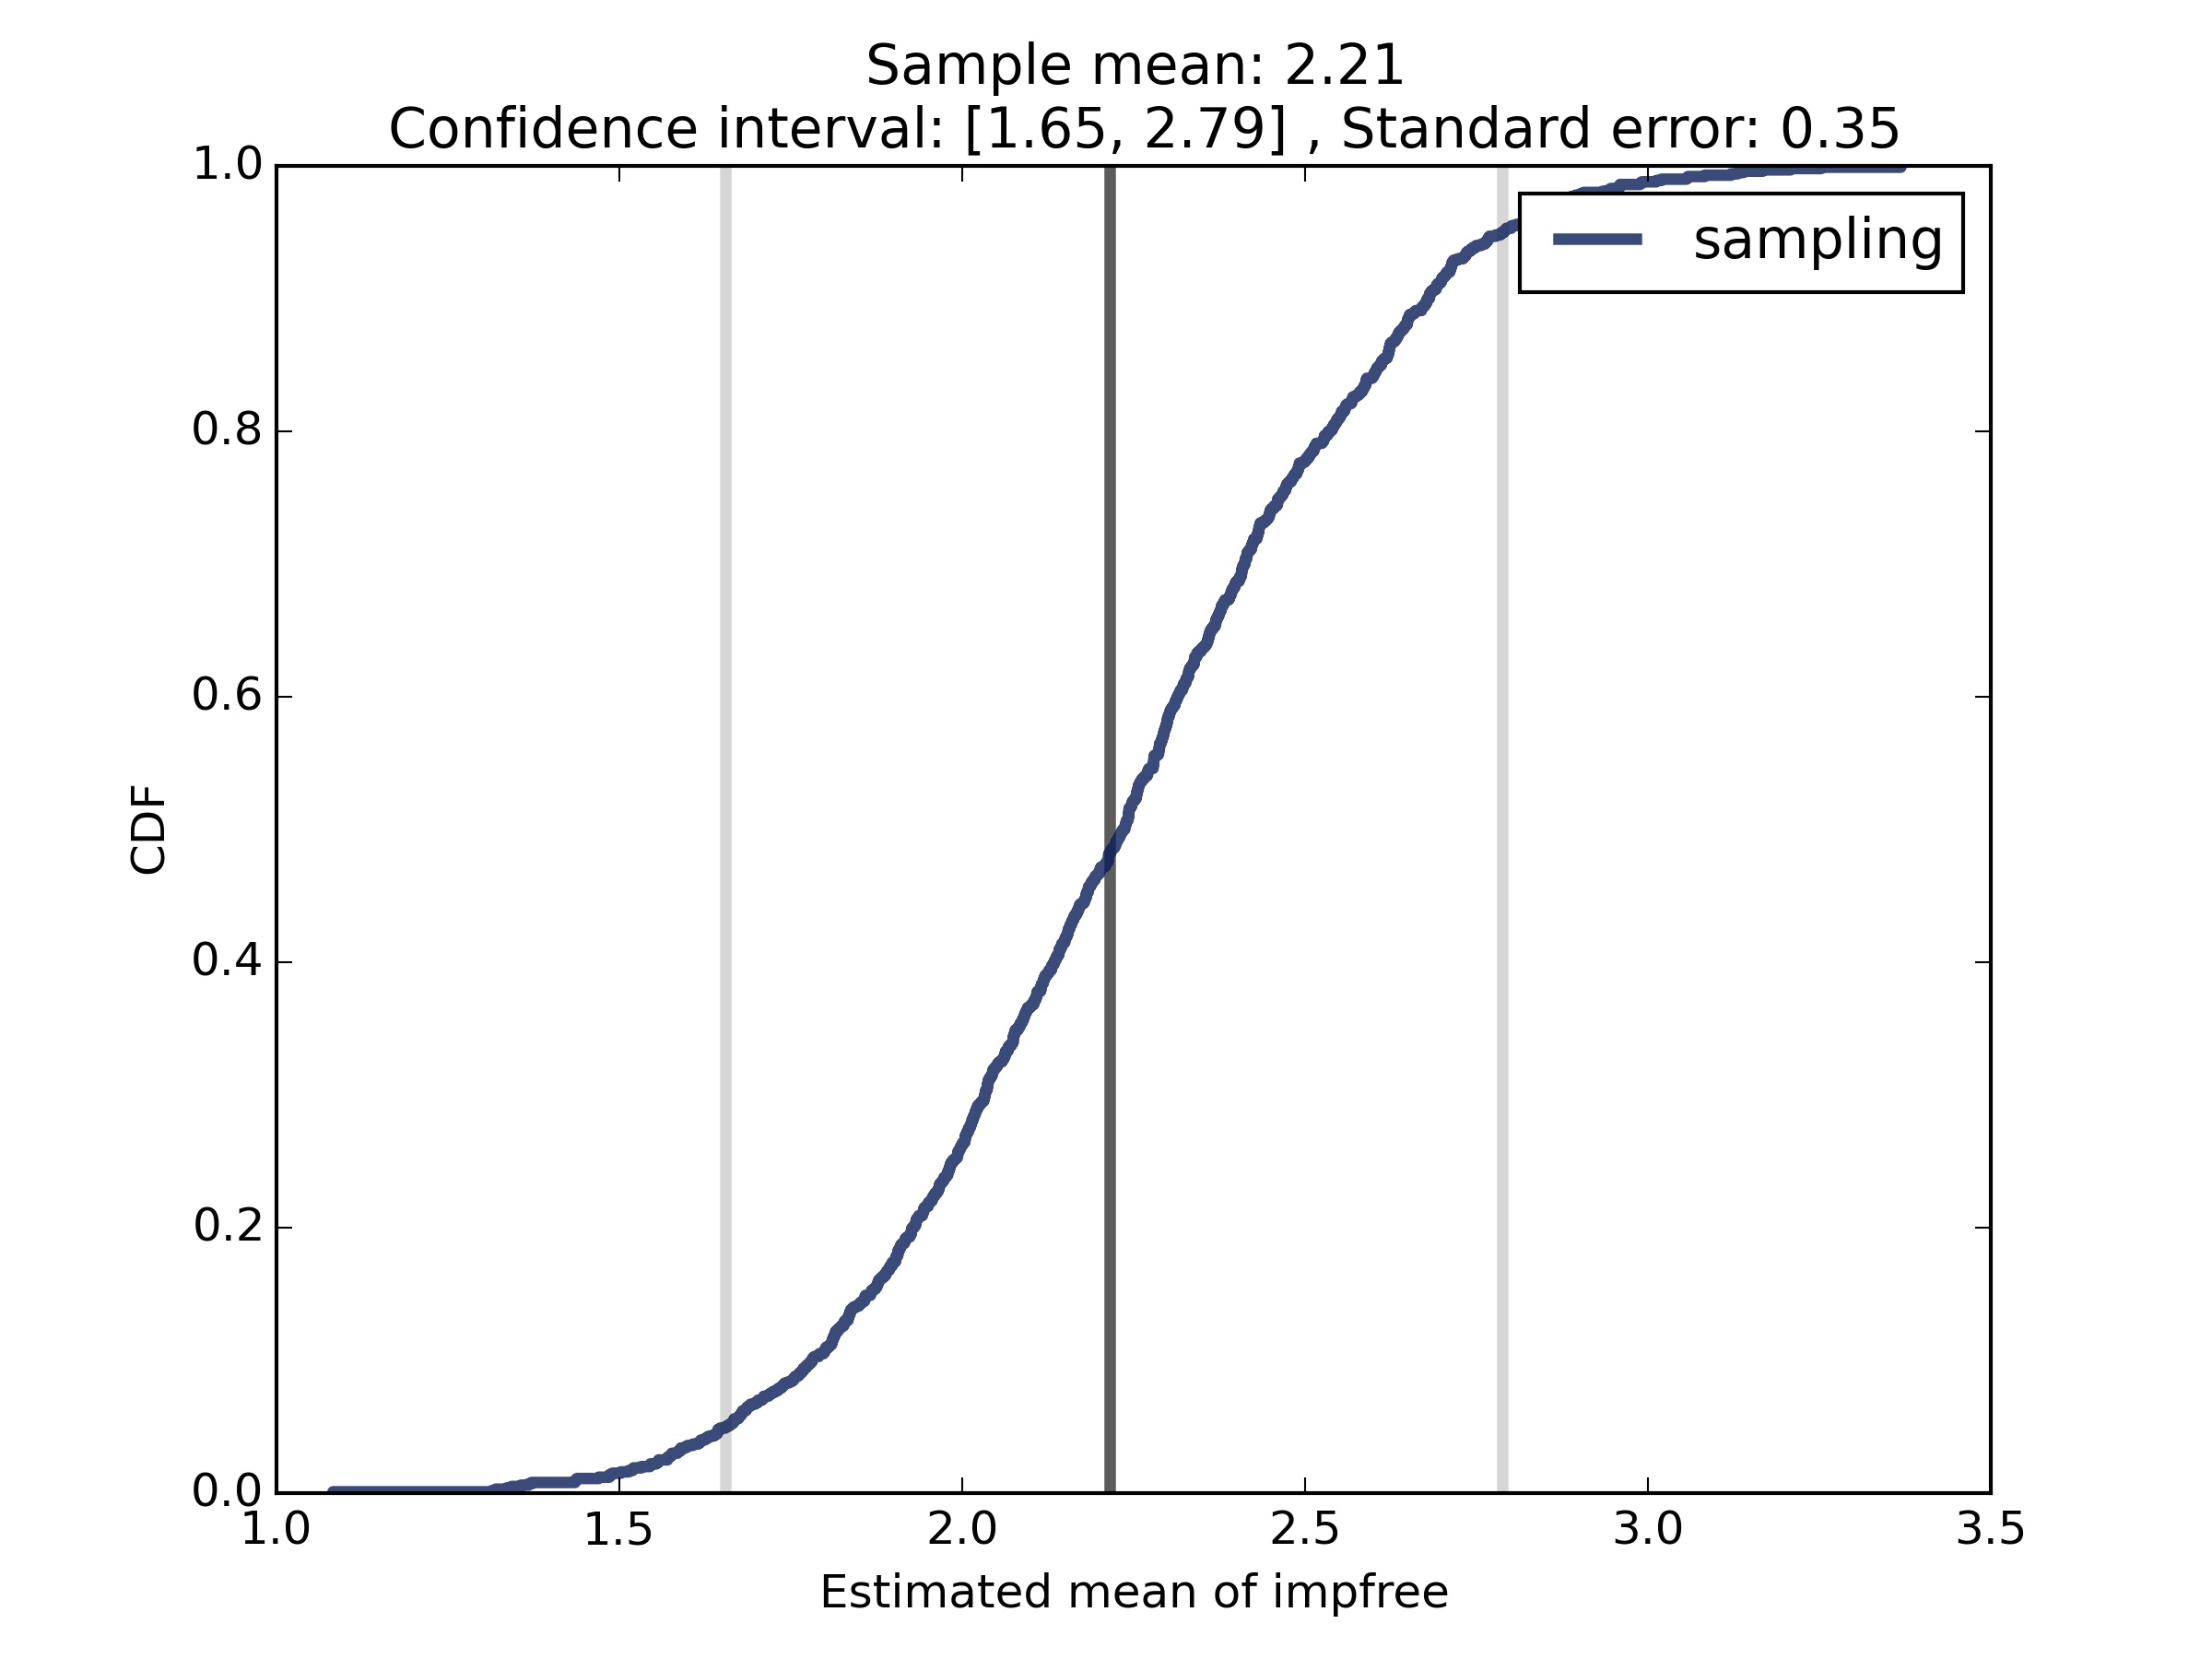 Sample mean: 2.21
Confidence interval: [1.65, 2.79] , Standard error: 0.35
1.0
0.8
0.6
0.4
0.2
0.0
CDF
sampling
1.0 1.5 2.0 2.5 3.0 3.5
Estimated mean of impfree